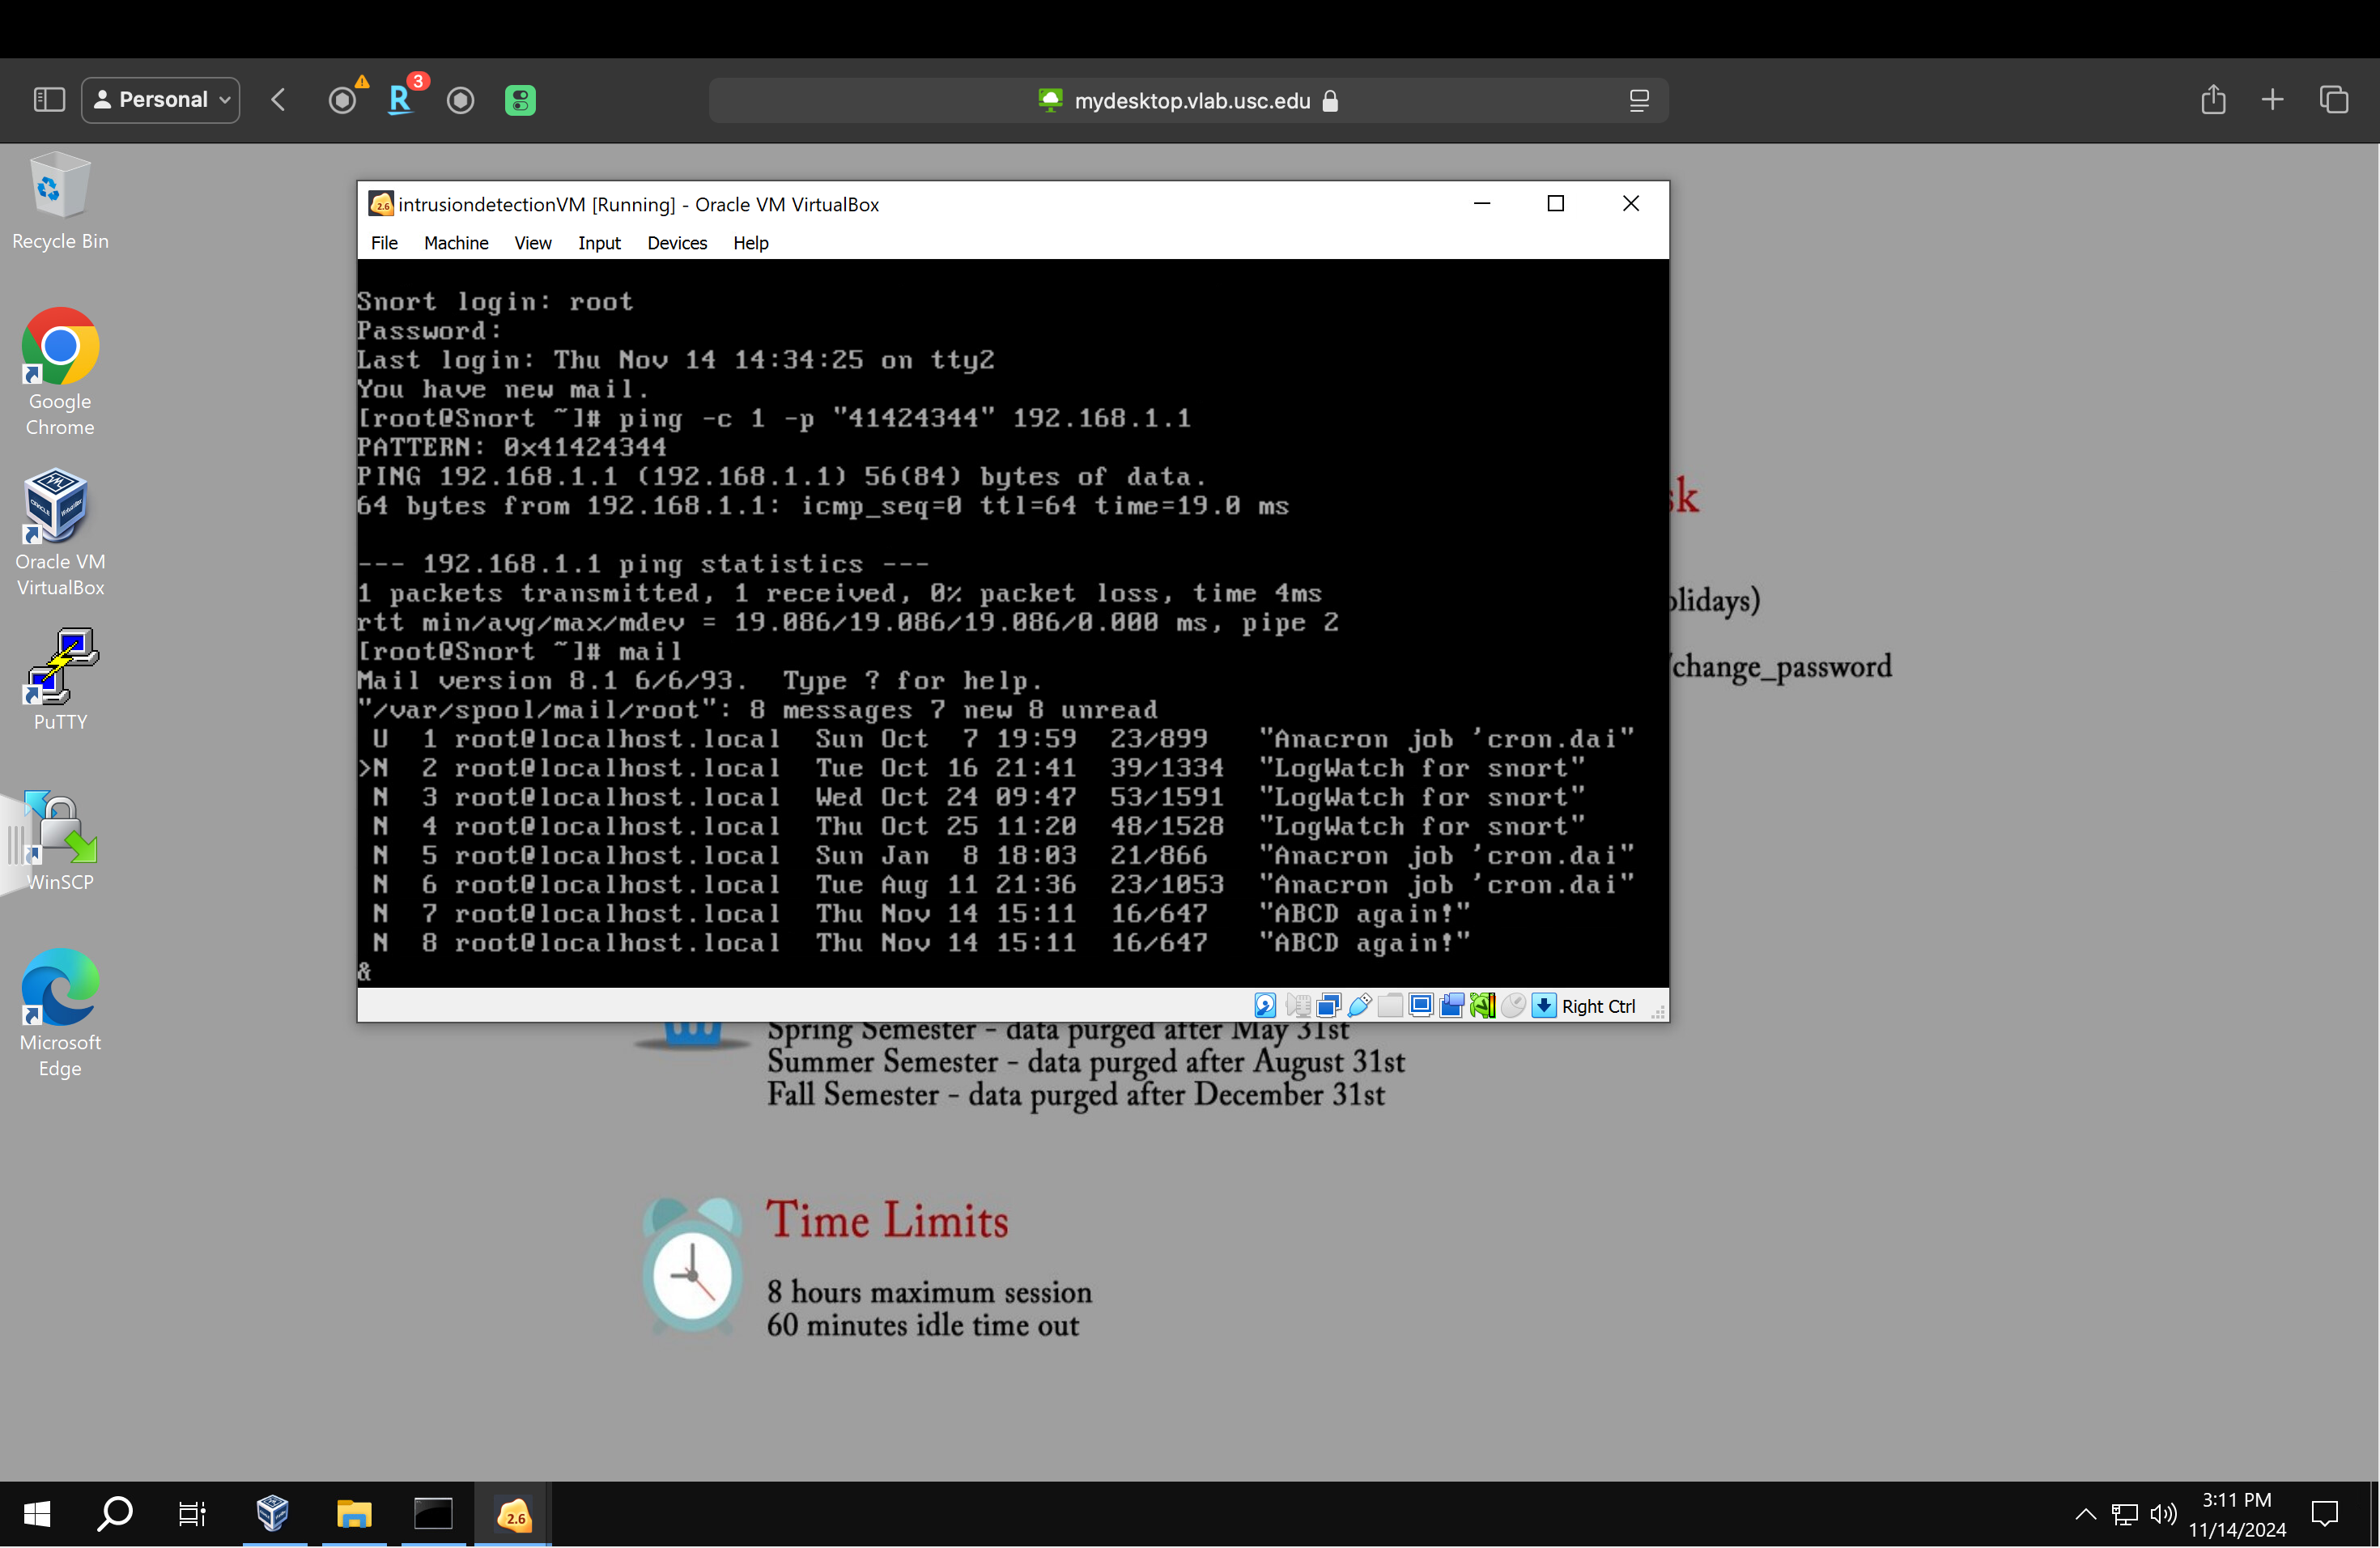 Personal
3
mydesktop.vlab.usc.edu
Recycle Bin
Google
Chrome
Oracle VM
VirtualBox
PuTTY
WinSCP
Microsoft
Edge
2.6 intrusiondetectionVM [Running] - Oracle VM VirtualBox
File Machine View Input Devices Help
Snort login: root
Password:
Last login: Thu Nov 14 14:34:25 on tty2
You have new mail.
[root@Snort ~]# ping -c 1 -p "41424344" 192.168.1.1
PATTERN: 0x41424344
PING 192.168.1.1 (192.168.1.1) 56(84) bytes of data.
64 bytes from 192.168.1.1: icmp_seq=0 ttl=64 time=19.0 ms
--- 192.168.1.1 ping statistics ---
1 packets transmitted, 1 received, 0% packet loss, time 4ms
rtt min/avg/max/mdev = 19.086/19.086/19.086/0.000 ms, pipe 2
[root@Snort ~]# mail
Mail version 8.1 6/6/93.  Type ? for help.
"/var/spool/mail/root": 8 messages 7 new 8 unread
 U  1 root@localhost.local  Sun Oct  7 19:59  23/899   "Anacron job 'cron.dai"
>N  2 root@localhost.local  Tue Oct 16 21:41  39/1334  "LogWatch for snort"
 N  3 root@localhost.local  Wed Oct 24 09:47  53/1591  "LogWatch for snort"
 N  4 root@localhost.local  Thu Oct 25 11:20  48/1528  "LogWatch for snort"
 N  5 root@localhost.local  Sun Jan  8 18:03  21/866   "Anacron job 'cron.dai"
 N  6 root@localhost.local  Tue Aug 11 21:36  23/1053  "Anacron job 'cron.dai"
 N  7 root@localhost.local  Thu Nov 14 15:11  16/647   "ABCD again!"
 N  8 root@localhost.local  Thu Nov 14 15:11  16/647   "ABCD again!"
&
Right Ctrl
sk
olidays)
/change_password
Spring Semester - data purged after May 31st
Summer Semester - data purged after August 31st
Fall Semester - data purged after December 31st
Time Limits
8 hours maximum session
60 minutes idle time out
2.6
3:11 PM
11/14/2024